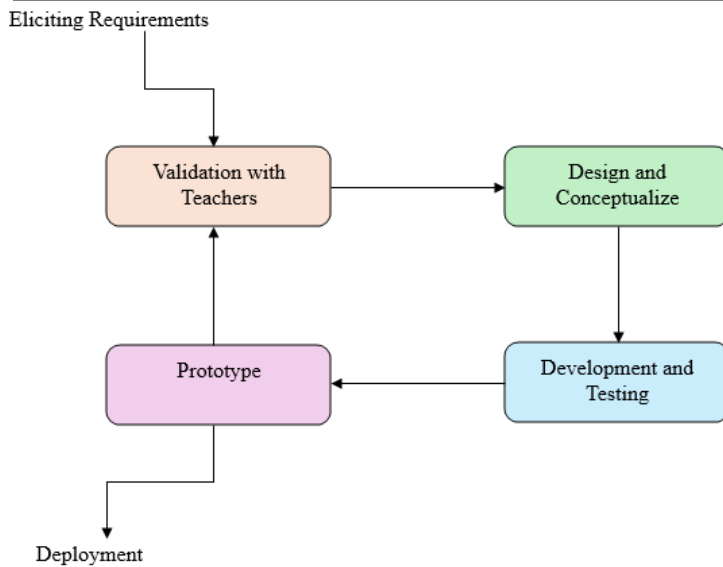 Eliciting Requirements
Validation with
Teachers
Design and
Conceptualize
Prototype
Development and
Testing
Deployment